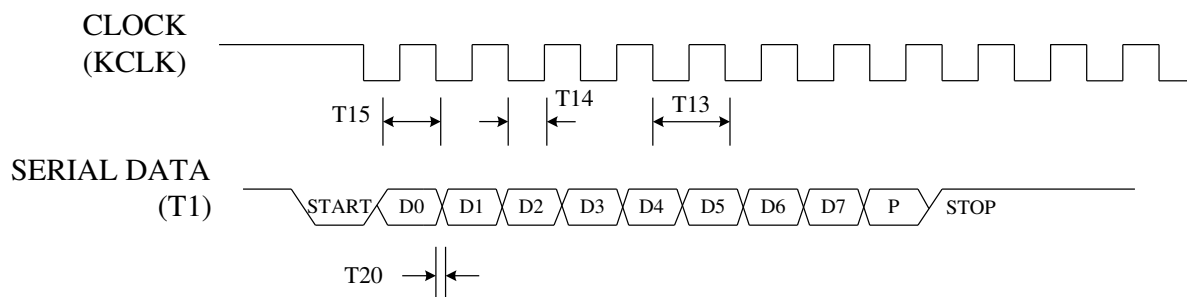 CLOCK
(KCLK)
T15
T14
T13
SERIAL DATA
(T1)
START D0 D1 D2 D3 D4 D5 D6 D7 P STOP
T20